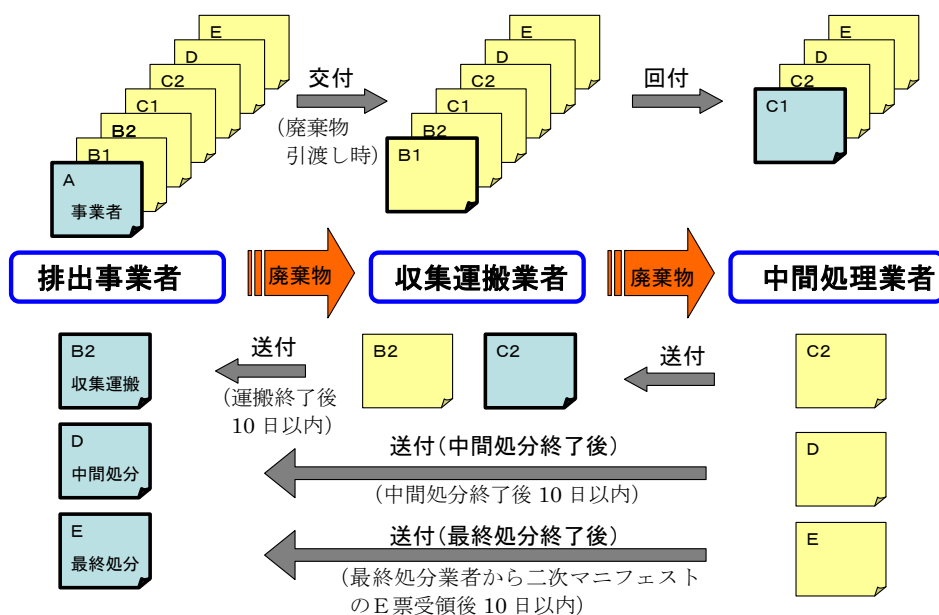 E
D
C2
C1
B2
B1
A
事業者
交付
(廃棄物
引渡し時)
E
D
C2
C1
B2
B1
回付
E
D
C2
C1
排出事業者
廃棄物
収集運搬業者
廃棄物
中間処理業者
B2
収集運搬
送付
(運搬終了後
10日以内)
B2
C2
送付
C2
D
中間処分
送付(中間処分終了後)
(中間処分終了後10日以内)
D
E
最終処分
送付(最終処分終了後)
(最終処分業者から二次マニフェスト
のE票受領後10日以内)
E